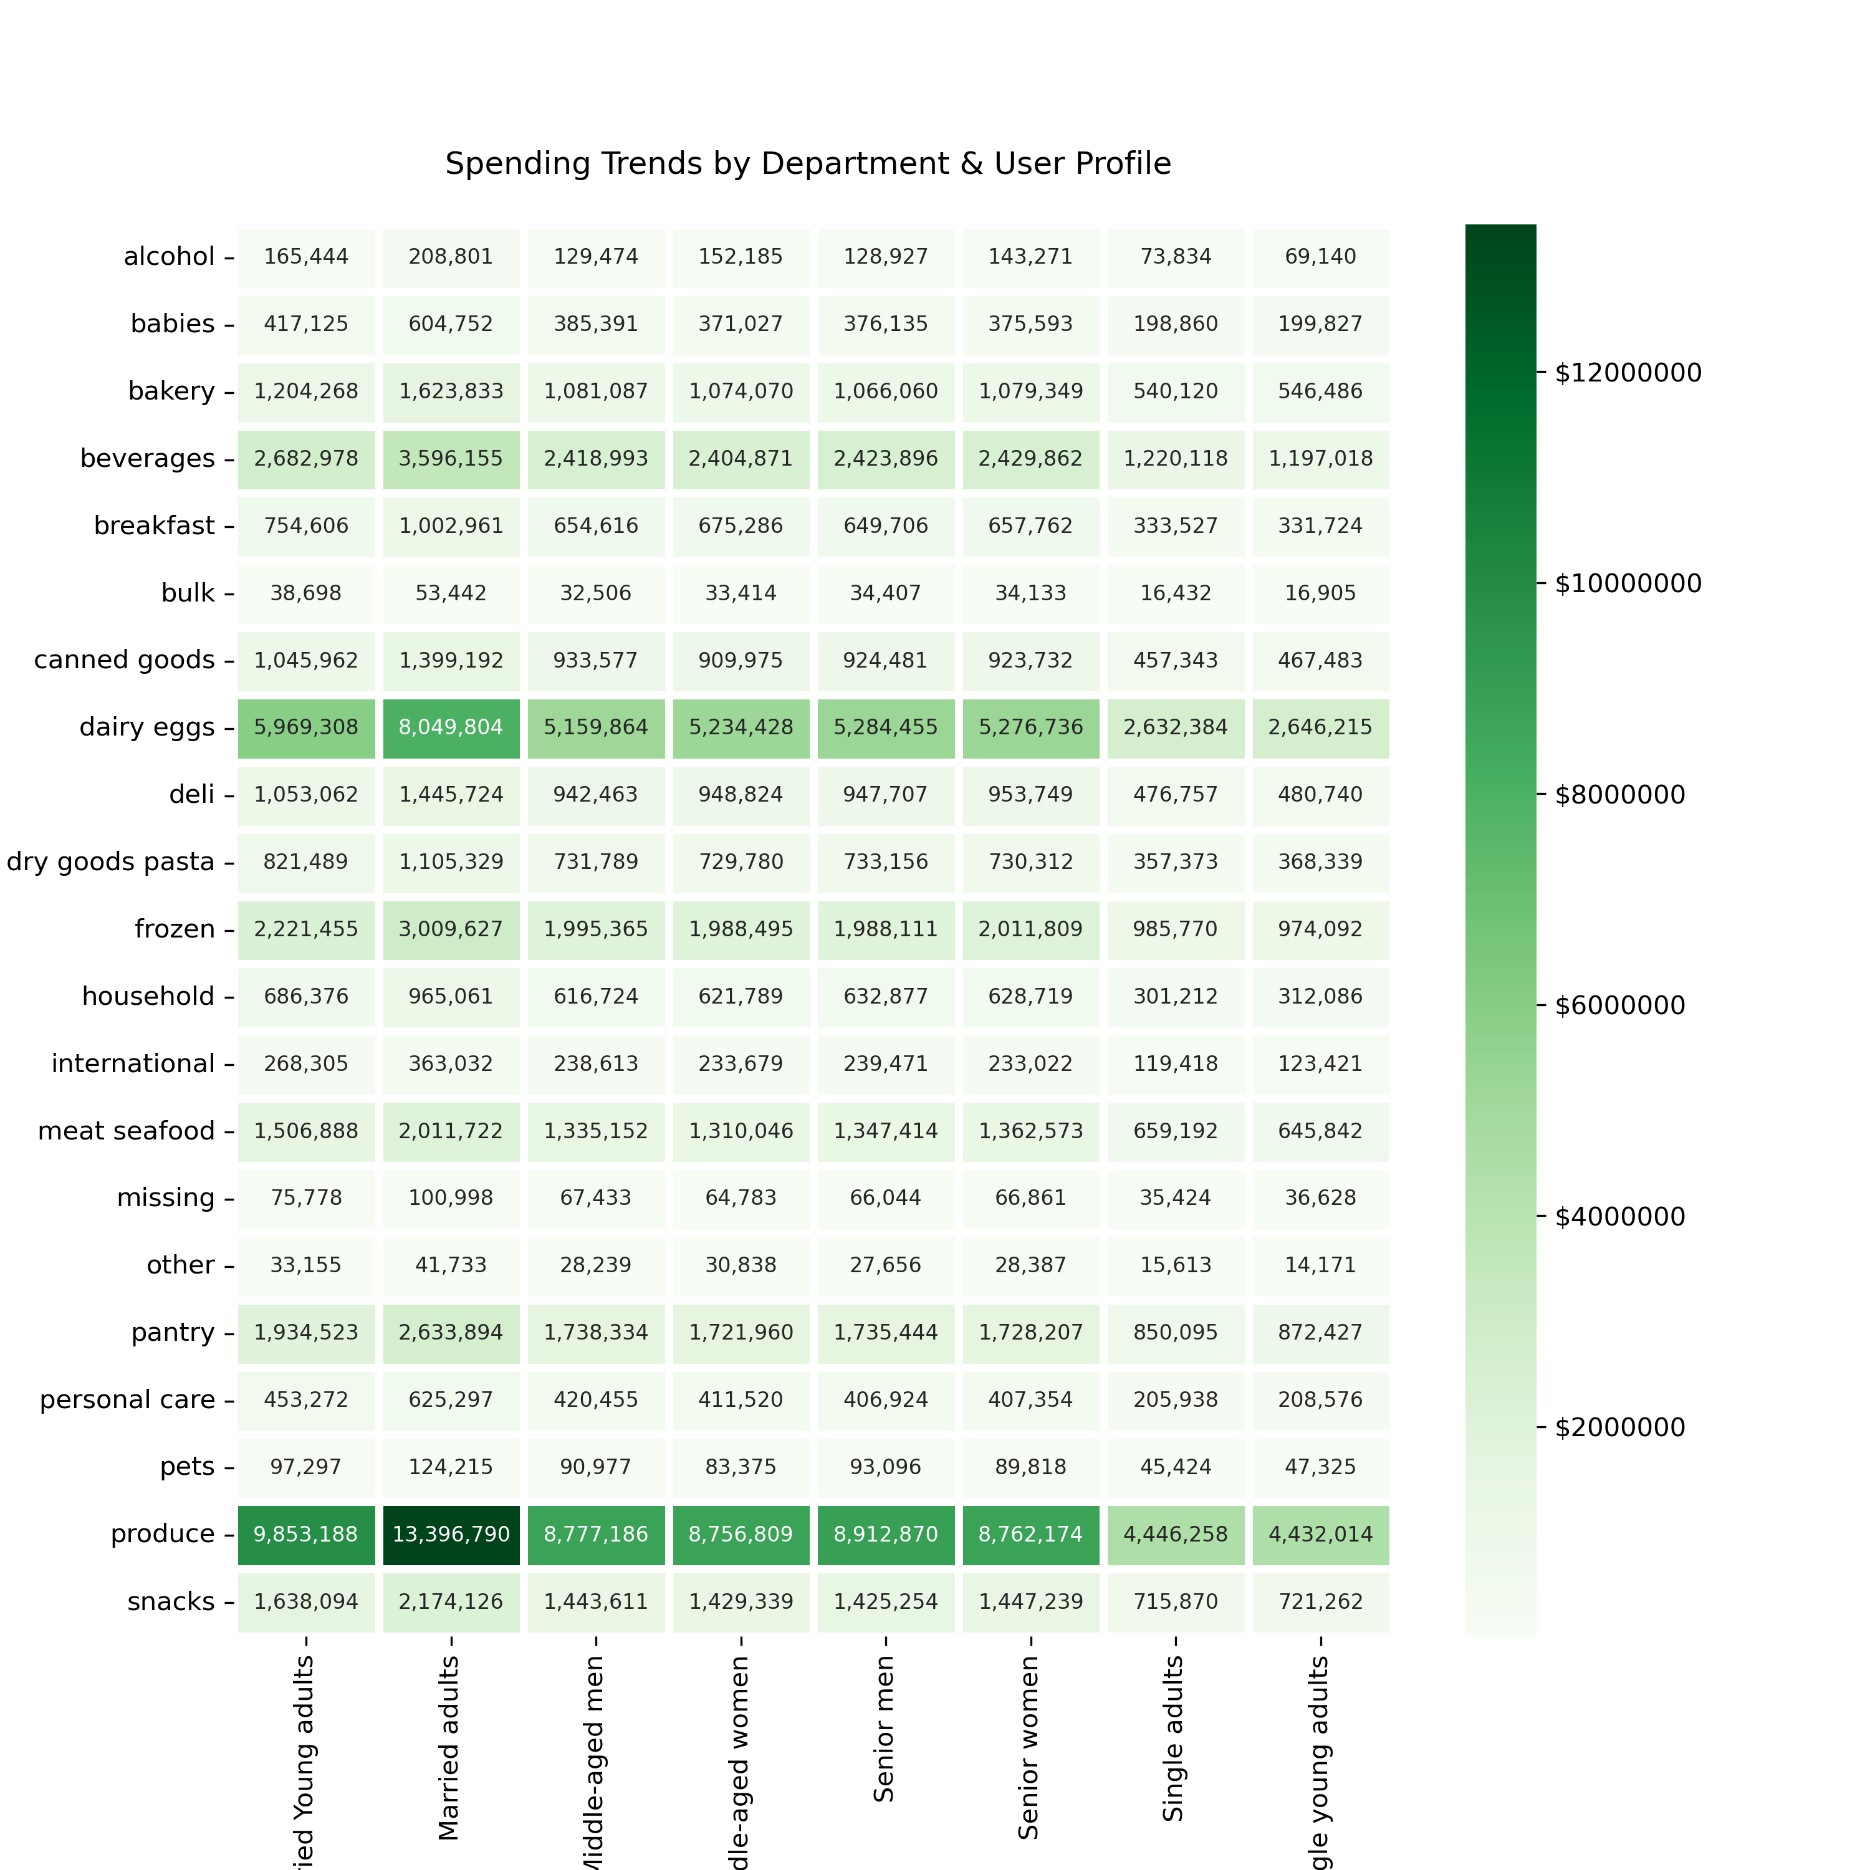 Spending Trends by Department & User Profile
alcohol 165,444 208,801 129,474 152,185 128,927 143,271 73,834 69,140
babies 417,125 604,752 385,391 371,027 376,135 375,593 198,860 199,827
bakery 1,204,268 1,623,833 1,081,087 1,074,070 1,066,060 1,079,349 540,120 546,486
beverages 2,682,978 3,596,155 2,418,993 2,404,871 2,423,896 2,429,862 1,220,118 1,197,018
breakfast 754,606 1,002,961 654,616 675,286 649,706 657,762 333,527 331,724
bulk 38,698 53,442 32,506 33,414 34,407 34,133 16,432 16,905
canned goods 1,045,962 1,399,192 933,577 909,975 924,481 923,732 457,343 467,483
dairy eggs 5,969,308 8,049,804 5,159,864 5,234,428 5,284,455 5,276,736 2,632,384 2,646,215
deli 1,053,062 1,445,724 942,463 948,824 947,707 953,749 476,757 480,740
dry goods pasta 821,489 1,105,329 731,789 729,780 733,156 730,312 357,373 368,339
frozen 2,221,455 3,009,627 1,995,365 1,988,495 1,988,111 2,011,809 985,770 974,092
household 686,376 965,061 616,724 621,789 632,877 628,719 301,212 312,086
international 268,305 363,032 238,613 233,679 239,471 233,022 119,418 123,421
meat seafood 1,506,888 2,011,722 1,335,152 1,310,046 1,347,414 1,362,573 659,192 645,842
missing 75,778 100,998 67,433 64,783 66,044 66,861 35,424 36,628
other 33,155 41,733 28,239 30,838 27,656 28,387 15,613 14,171
pantry 1,934,523 2,633,894 1,738,334 1,721,960 1,735,444 1,728,207 850,095 872,427
personal care 453,272 625,297 420,455 411,520 406,924 407,354 205,938 208,576
pets 97,297 124,215 90,977 83,375 93,096 89,818 45,424 47,325
produce 9,853,188 13,396,790 8,777,186 8,756,809 8,912,870 8,762,174 4,446,258 4,432,014
snacks 1,638,094 2,174,126 1,443,611 1,429,339 1,425,254 1,447,239 715,870 721,262
ried Young adults
Married adults
Middle-aged men
dle-aged women
Senior men
Senior women
Single adults
gle young adults
$12000000
$10000000
$8000000
$6000000
$4000000
$2000000